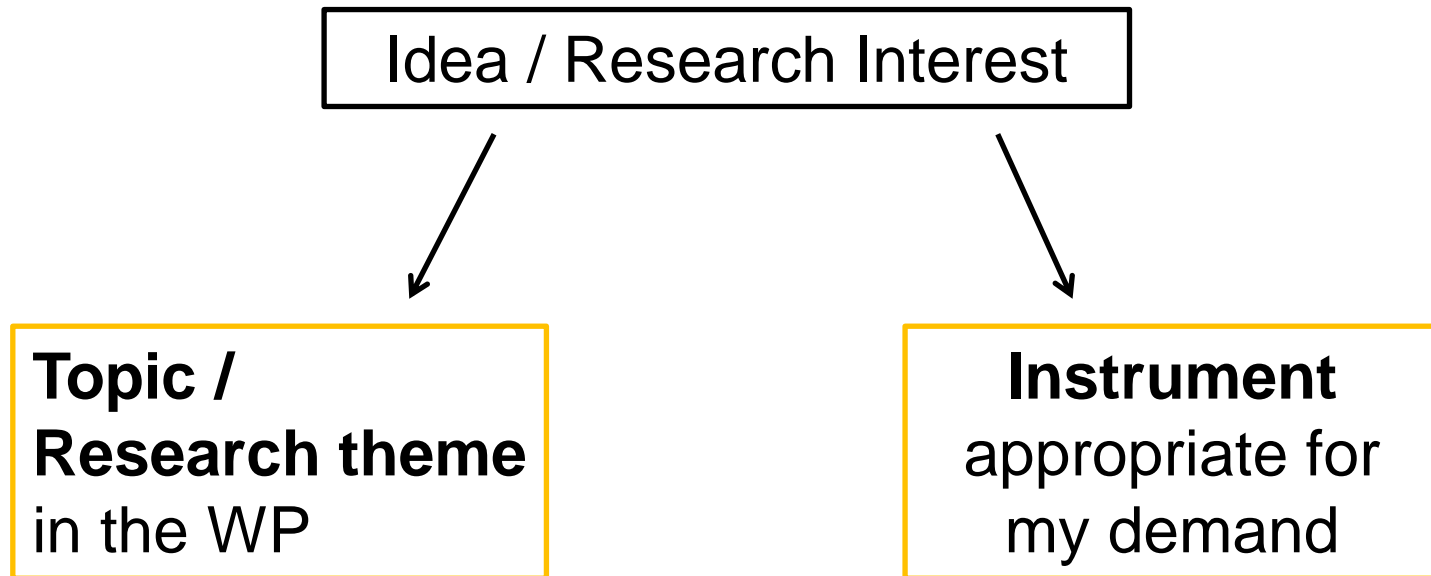 Idea / Research Interest
Topic /
Research theme
in the WP
Instrument
appropriate for
my demand